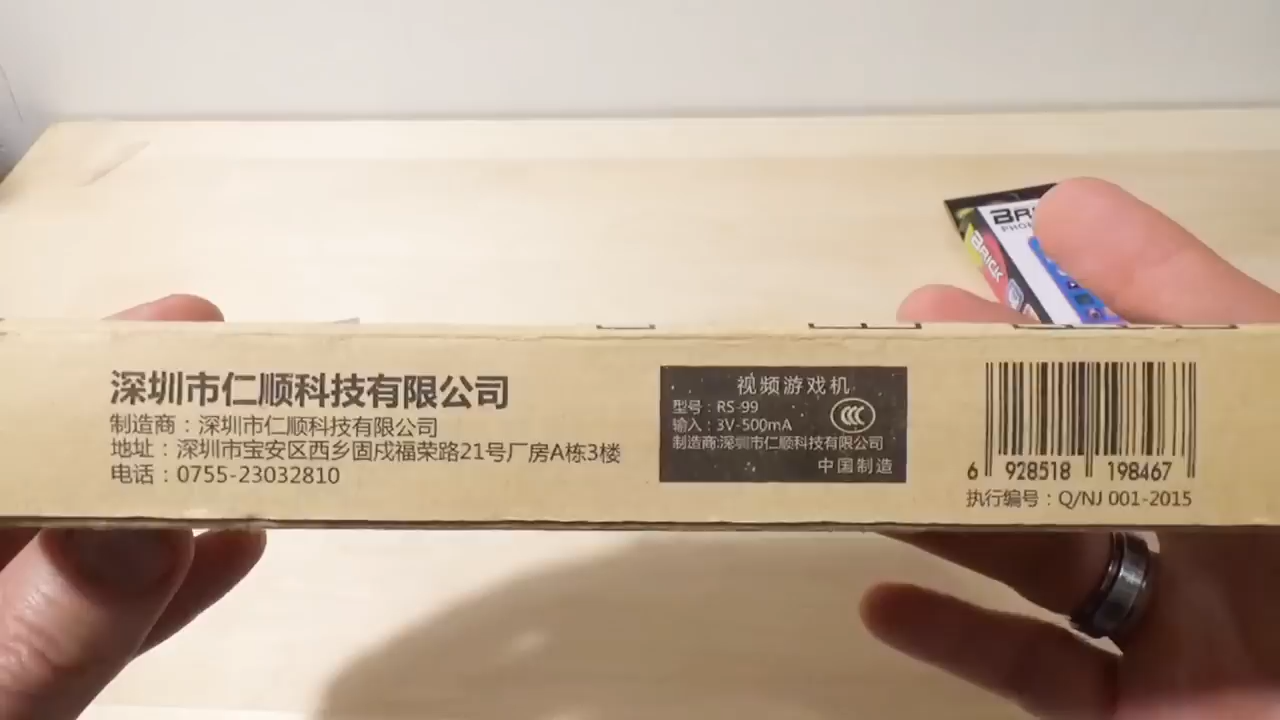 BRICK
深圳市仁顺科技有限公司
制造商：深圳市仁顺科技有限公司
地址：深圳市宝安区西乡固戍福荣路21号厂房A栋3楼
电话：0755-23032810
视频游戏机
型号：RS-99
输入：3V-500mA
制造商:深圳市仁顺科技有限公司
中国制造
6 928518 198467
执行编号：Q/NJ 001-2015